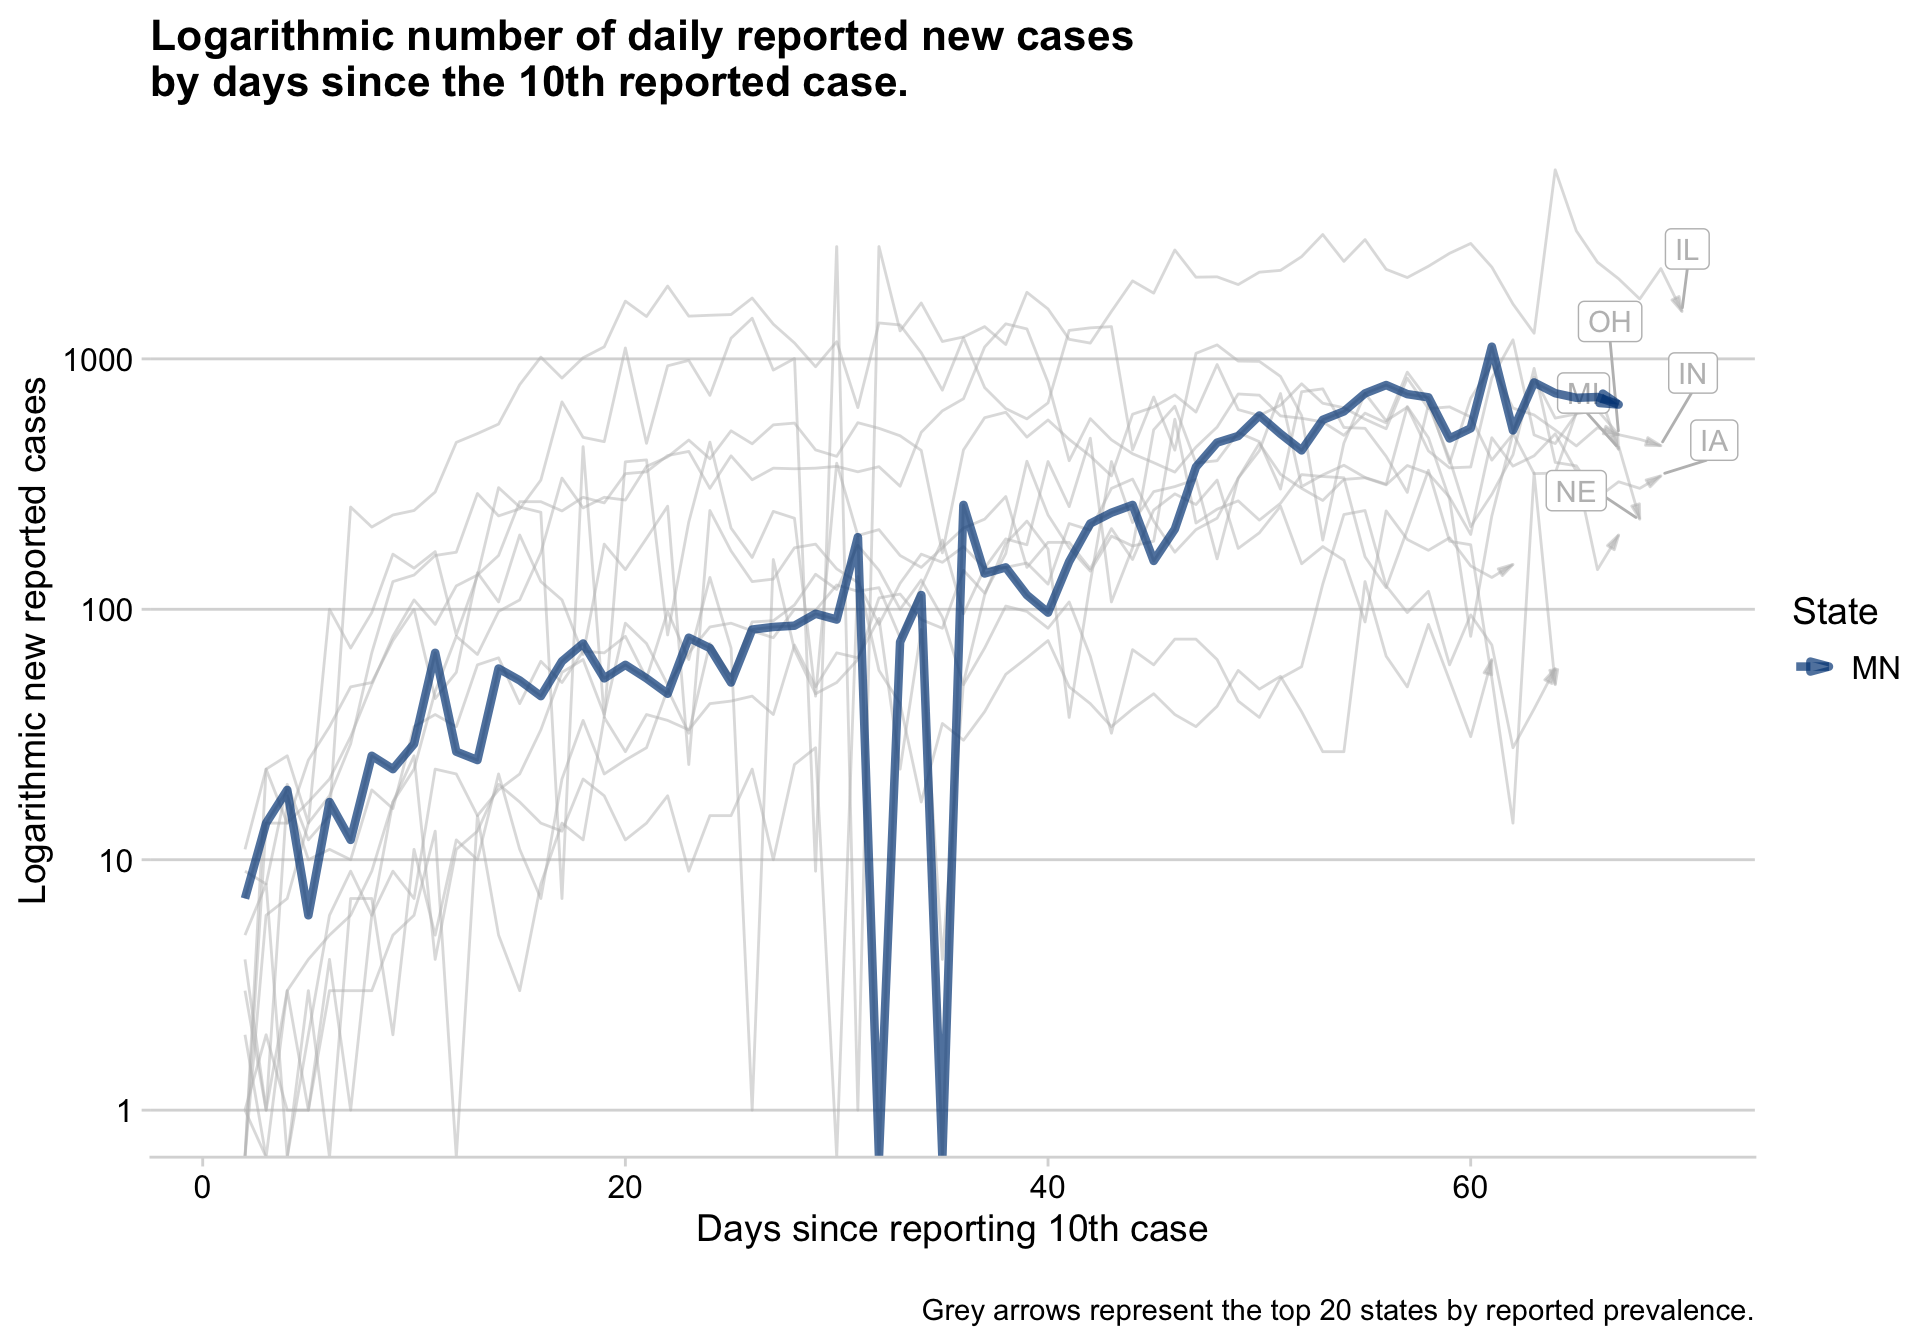 Logarithmic number of daily reported new cases
by days since the 10th reported case.
Logarithmic new reported cases
1000
100
10
1
IL
OH
IN
MI
IA
NE
State
MN
0
20
40
60
Days since reporting 10th case
Grey arrows represent the top 20 states by reported prevalence.